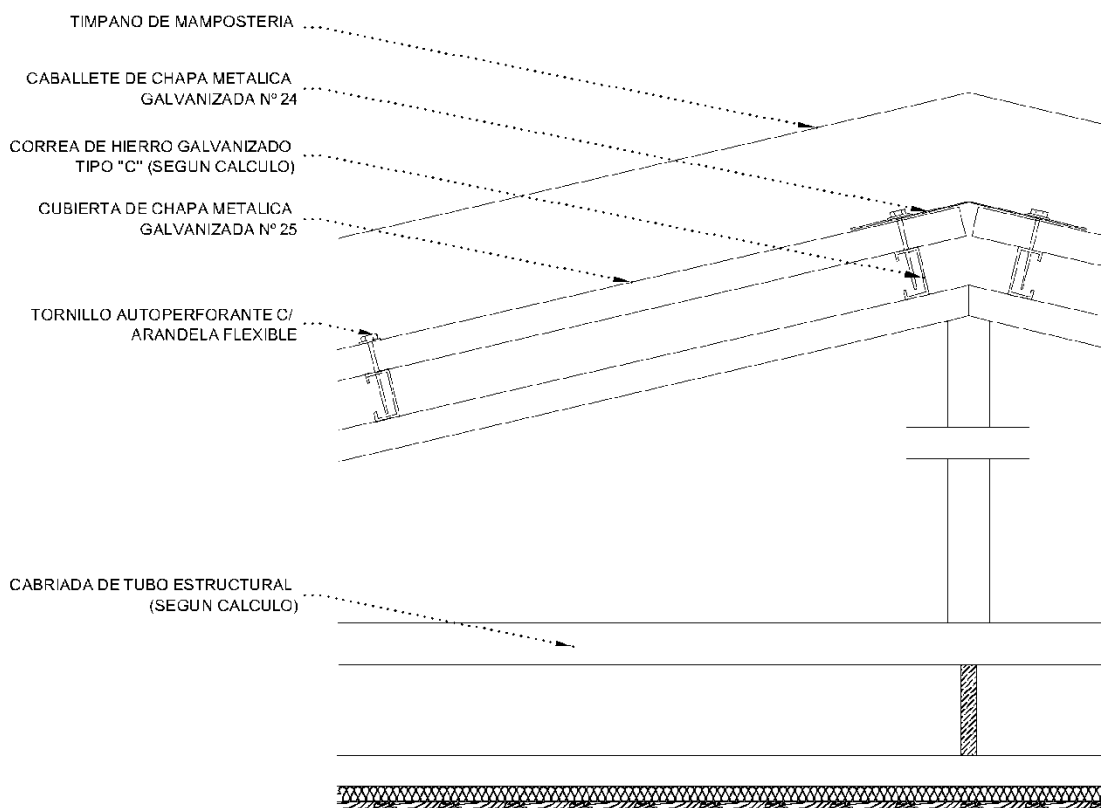 TIMPANO DE MAMPOSTERIA
CABALLETE DE CHAPA METALICA
GALVANIZADA Nº 24
CORREA DE HIERRO GALVANIZADO
TIPO "C" (SEGUN CALCULO)
CUBIERTA DE CHAPA METALICA
GALVANIZADA Nº 25
TORNILLO AUTOPERFORANTE C/
ARANDELA FLEXIBLE
CABRIADA DE TUBO ESTRUCTURAL
(SEGUN CALCULO)